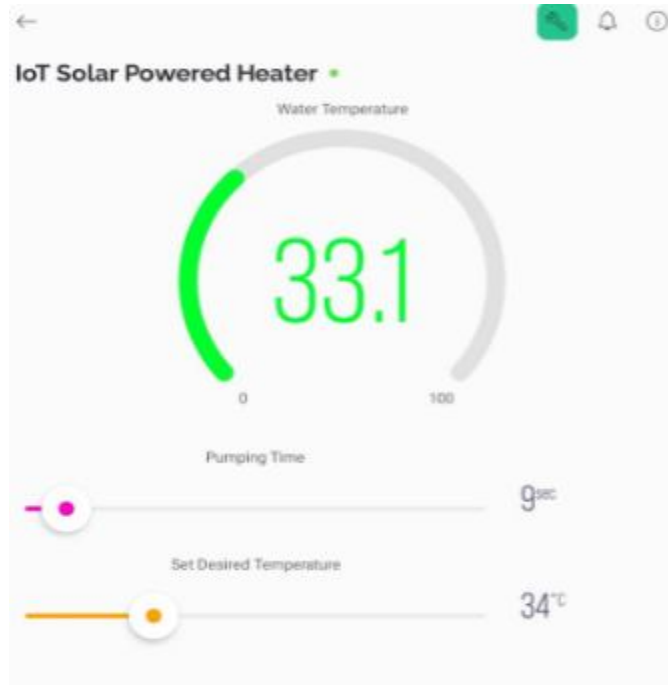 IoT Solar Powered Heater
Water Temperature
33.1
0 100
Pumping Time
9sec
Set Desired Temperature
34°C